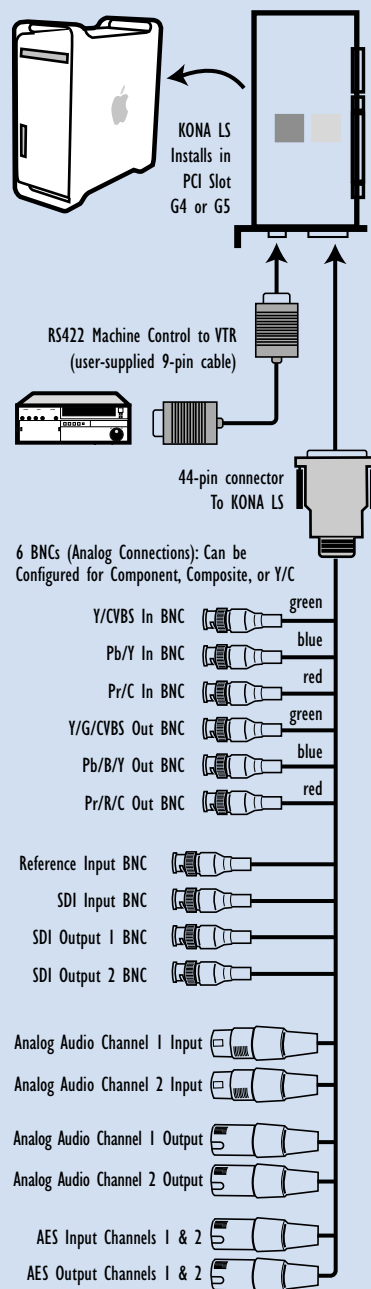 KONA LS
Installs in
PCI Slot
G4 or G5
RS422 Machine Control to VTR
(user-supplied 9-pin cable)
44-pin connector
To KONA LS
6 BNCs (Analog Connections): Can be
Configured for Component, Composite, or Y/C
Y/CVBS In BNC
green
Pb/Y In BNC
blue
Pr/C In BNC
red
Y/G/CVBS Out BNC
green
Pb/B/Y Out BNC
blue
Pr/R/C Out BNC
red
Reference Input BNC
SDI Input BNC
SDI Output 1 BNC
SDI Output 2 BNC
Analog Audio Channel 1 Input
Analog Audio Channel 2 Input
Analog Audio Channel 1 Output
Analog Audio Channel 2 Output
AES Input Channels 1 & 2
AES Output Channels 1 & 2